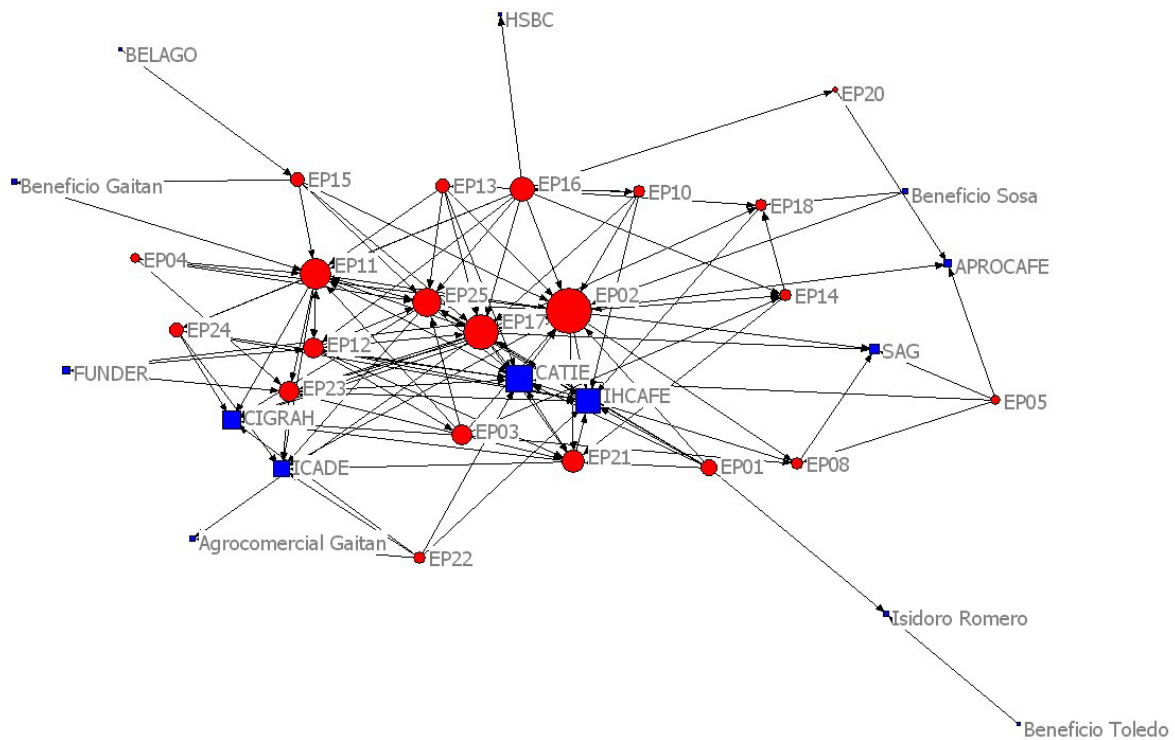 HSBC
BELAGO
EP20
EP15
EP13
EP16
EP10
Beneficio Gaitan
EP18
Beneficio Sosa
EP04
EP11
APROCAFE
EP25
EP02
EP14
EP24
EP17
EP12
SAG
FUNDER
CATIE
EP23
IHCAFE
EP05
CIGRAH
EP03
EP21
EP01
EP08
ICADE
Agrocomercial Gaitan
EP22
Isidoro Romero
Beneficio Toledo